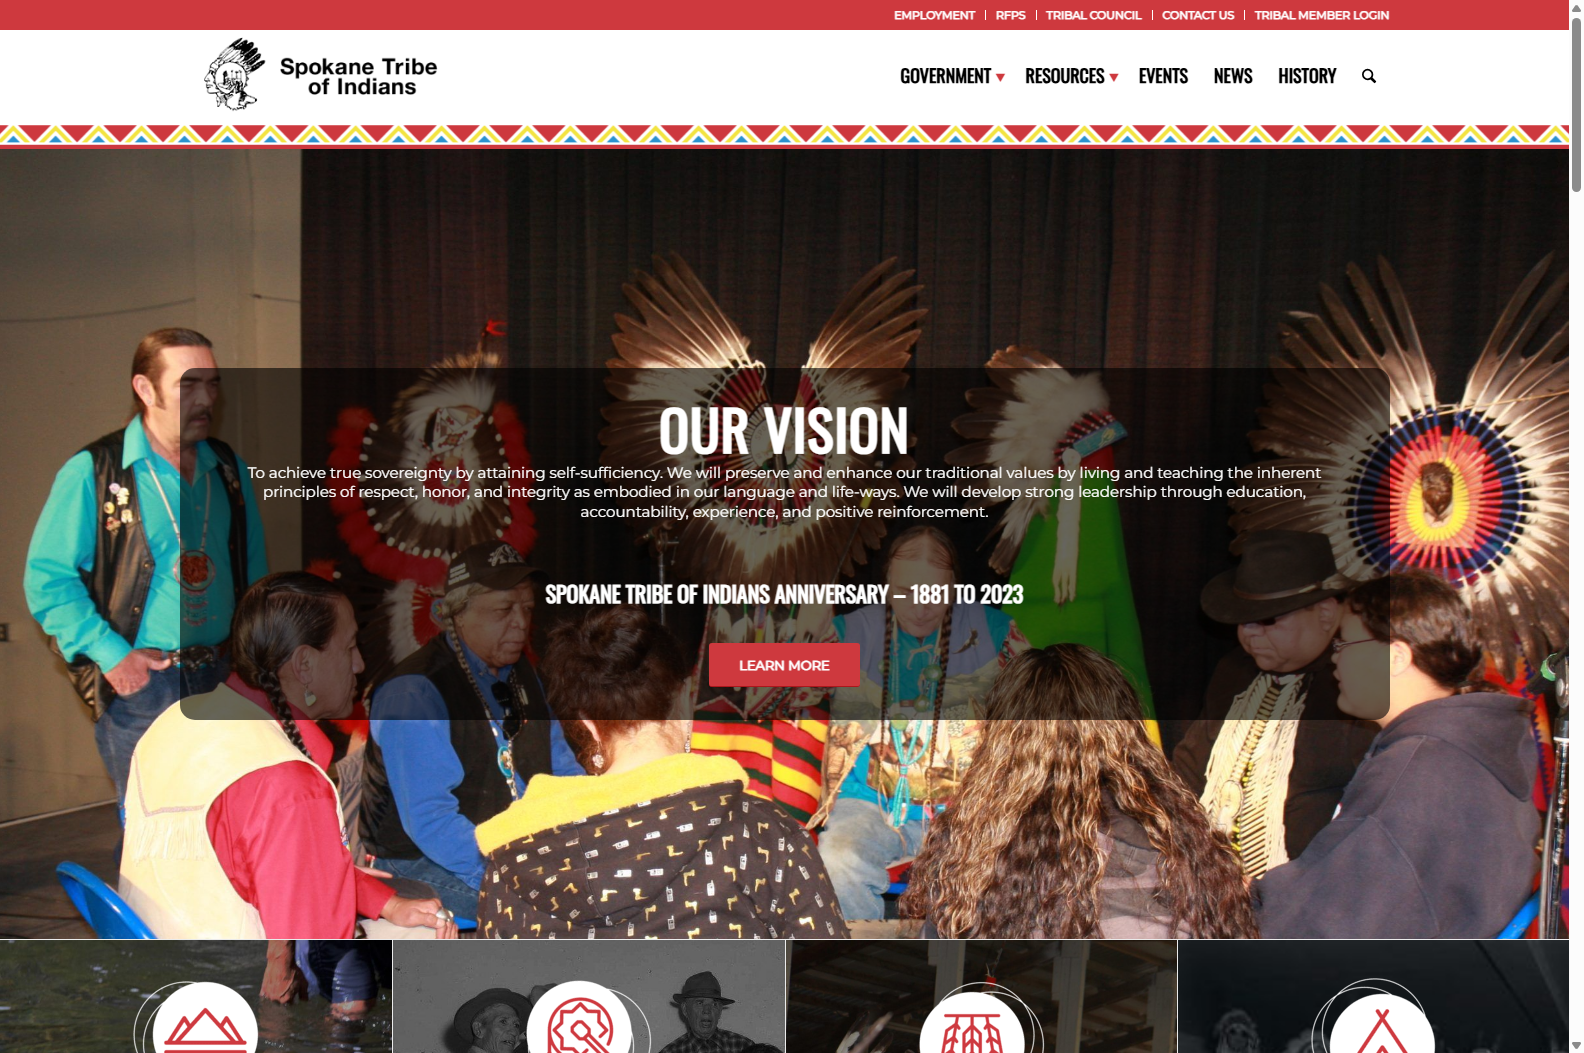 EMPLOYMENT
RFPS
TRIBAL COUNCIL
CONTACT US
TRIBAL MEMBER LOGIN
Spokane Tribe
of Indians
GOVERNMENT
RESOURCES
EVENTS
NEWS
HISTORY
OUR VISION
To achieve true sovereignty by attaining self-sufficiency. We will preserve and enhance our traditional values by living and teaching the inherent
principles of respect, honor, and integrity as embodied in our language and life-ways. We will develop strong leadership through education,
accountability, experience, and positive reinforcement.
SPOKANE TRIBE OF INDIANS ANNIVERSARY – 1881 TO 2023
LEARN MORE